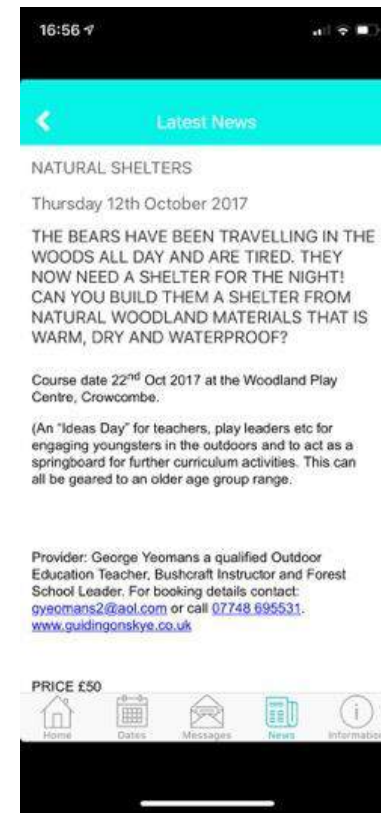 16:56
Latest News
NATURAL SHELTERS
Thursday 12th October 2017
THE BEARS HAVE BEEN TRAVELLING IN THE
WOODS ALL DAY AND ARE TIRED. THEY
NOW NEED A SHELTER FOR THE NIGHT!
CAN YOU BUILD THEM A SHELTER FROM
NATURAL WOODLAND MATERIALS THAT IS
WARM, DRY AND WATERPROOF?
Course date 22nd Oct 2017 at the Woodland Play
Centre, Crowcombe.
(An "Ideas Day" for teachers, play leaders etc for
engaging youngsters in the outdoors and to act as a
springboard for further curriculum activities. This can
all be geared to an older age group range.
Provider: George Yeomans a qualified Outdoor
Education Teacher, Bushcraft Instructor and Forest
School Leader. For booking details contact:
gyeomans2@aol.com or call 07748 695531.
www.guidingonskye.co.uk
PRICE £50
Home Dates Messages News Information